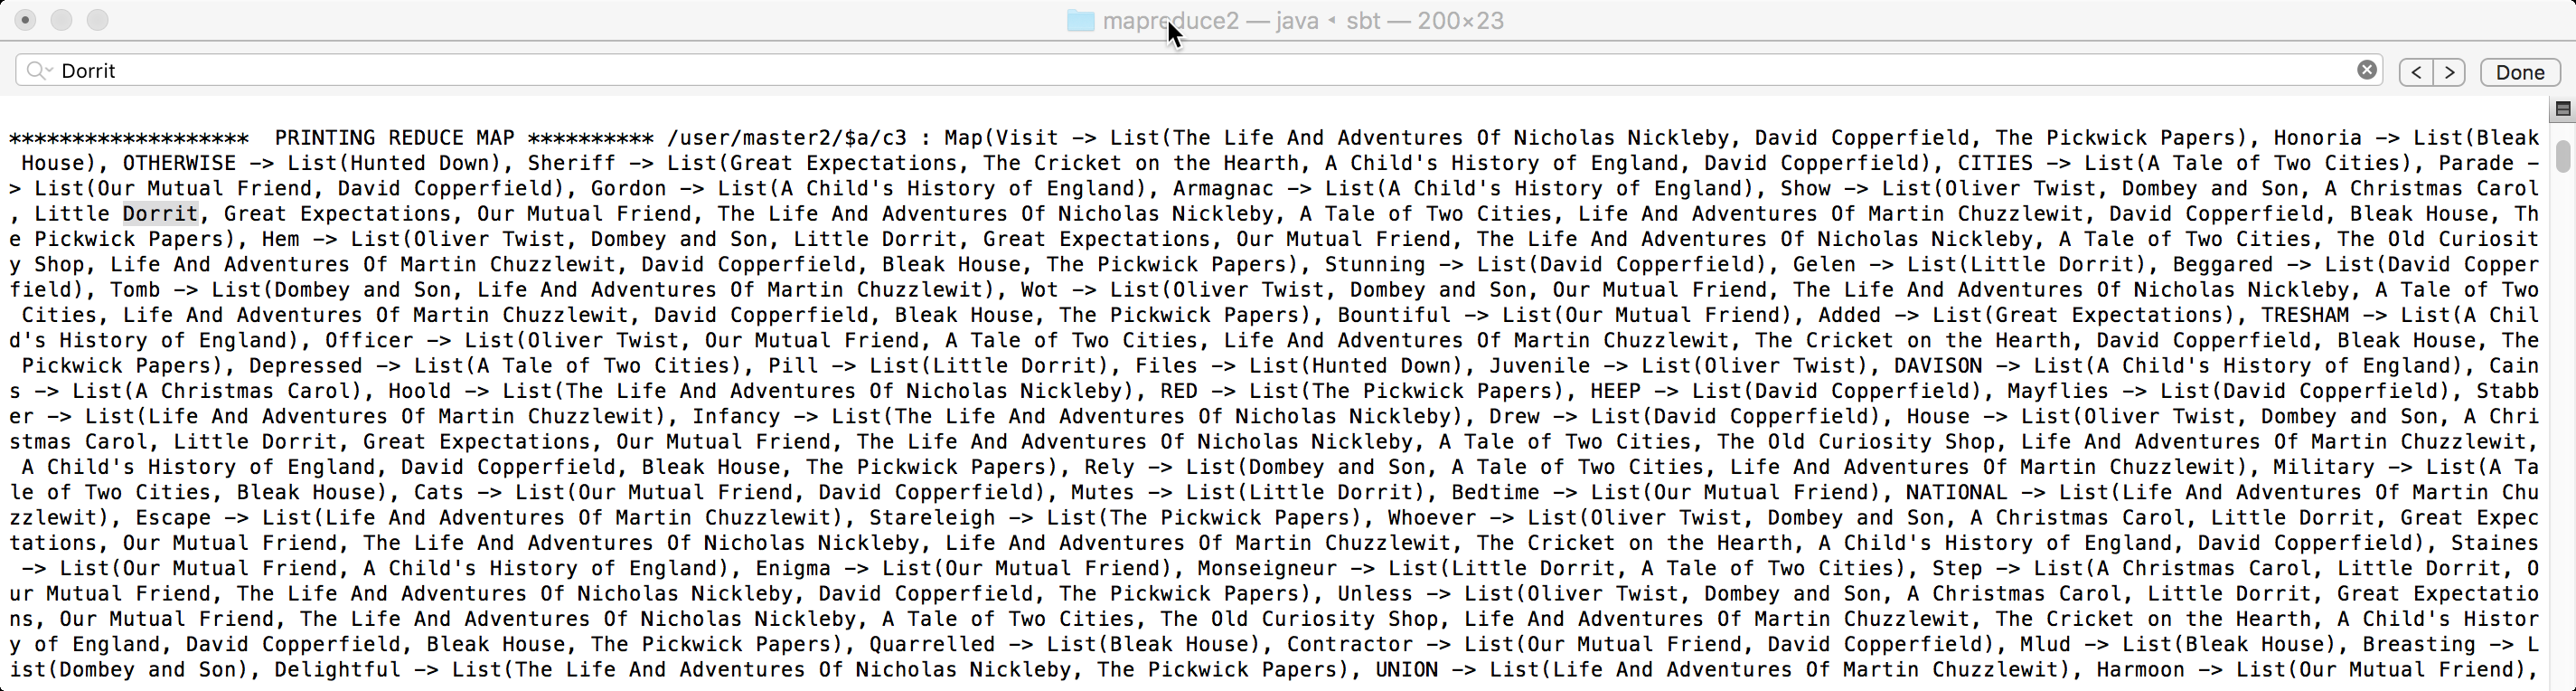 mapreduce2 — java ◂ sbt — 200×23
Dorrit
< > Done
******************* PRINTING REDUCE MAP ********** /user/master2/$a/c3 : Map(Visit -> List(The Life And Adventures Of Nicholas Nickleby, David Copperfield, The Pickwick Papers), Honoria -> List(Bleak
House), OTHERWISE -> List(Hunted Down), Sheriff -> List(Great Expectations, The Cricket on the Hearth, A Child's History of England, David Copperfield), CITIES -> List(A Tale of Two Cities), Parade -
> List(Our Mutual Friend, David Copperfield), Gordon -> List(A Child's History of England), Armagnac -> List(A Child's History of England), Show -> List(Oliver Twist, Dombey and Son, A Christmas Carol
, Little Dorrit, Great Expectations, Our Mutual Friend, The Life And Adventures Of Nicholas Nickleby, A Tale of Two Cities, Life And Adventures Of Martin Chuzzlewit, David Copperfield, Bleak House, Th
e Pickwick Papers), Hem -> List(Oliver Twist, Dombey and Son, Little Dorrit, Great Expectations, Our Mutual Friend, The Life And Adventures Of Nicholas Nickleby, A Tale of Two Cities, The Old Curiosit
y Shop, Life And Adventures Of Martin Chuzzlewit, David Copperfield, Bleak House, The Pickwick Papers), Stunning -> List(David Copperfield), Gelen -> List(Little Dorrit), Beggared -> List(David Copper
field), Tomb -> List(Dombey and Son, Life And Adventures Of Martin Chuzzlewit), Wot -> List(Oliver Twist, Dombey and Son, Our Mutual Friend, The Life And Adventures Of Nicholas Nickleby, A Tale of Two
Cities, Life And Adventures Of Martin Chuzzlewit, David Copperfield, Bleak House, The Pickwick Papers), Bountiful -> List(Our Mutual Friend), Added -> List(Great Expectations), TRESHAM -> List(A Chil
d's History of England), Officer -> List(Oliver Twist, Our Mutual Friend, A Tale of Two Cities, Life And Adventures Of Martin Chuzzlewit, The Cricket on the Hearth, David Copperfield, Bleak House, The
Pickwick Papers), Depressed -> List(A Tale of Two Cities), Pill -> List(Little Dorrit), Files -> List(Hunted Down), Juvenile -> List(Oliver Twist), DAVISON -> List(A Child's History of England), Cain
s -> List(A Christmas Carol), Hoold -> List(The Life And Adventures Of Nicholas Nickleby), RED -> List(The Pickwick Papers), HEEP -> List(David Copperfield), Mayflies -> List(David Copperfield), Stabb
er -> List(Life And Adventures Of Martin Chuzzlewit), Infancy -> List(The Life And Adventures Of Nicholas Nickleby), Drew -> List(David Copperfield), House -> List(Oliver Twist, Dombey and Son, A Chri
stmas Carol, Little Dorrit, Great Expectations, Our Mutual Friend, The Life And Adventures Of Nicholas Nickleby, A Tale of Two Cities, The Old Curiosity Shop, Life And Adventures Of Martin Chuzzlewit,
A Child's History of England, David Copperfield, Bleak House, The Pickwick Papers), Rely -> List(Dombey and Son, A Tale of Two Cities, Life And Adventures Of Martin Chuzzlewit), Military -> List(A Ta
le of Two Cities, Bleak House), Cats -> List(Our Mutual Friend, David Copperfield), Mutes -> List(Little Dorrit), Bedtime -> List(Our Mutual Friend), NATIONAL -> List(Life And Adventures Of Martin Chu
zzlewit), Escape -> List(Life And Adventures Of Martin Chuzzlewit), Stareleigh -> List(The Pickwick Papers), Whoever -> List(Oliver Twist, Dombey and Son, A Christmas Carol, Little Dorrit, Great Expec
tations, Our Mutual Friend, The Life And Adventures Of Nicholas Nickleby, Life And Adventures Of Martin Chuzzlewit, The Cricket on the Hearth, A Child's History of England, David Copperfield), Staines
-> List(Our Mutual Friend, A Child's History of England), Enigma -> List(Our Mutual Friend), Monseigneur -> List(Little Dorrit, A Tale of Two Cities), Step -> List(A Christmas Carol, Little Dorrit, O
ur Mutual Friend, The Life And Adventures Of Nicholas Nickleby, David Copperfield, The Pickwick Papers), Unless -> List(Oliver Twist, Dombey and Son, A Christmas Carol, Little Dorrit, Great Expectatio
ns, Our Mutual Friend, The Life And Adventures Of Nicholas Nickleby, A Tale of Two Cities, The Old Curiosity Shop, Life And Adventures Of Martin Chuzzlewit, The Cricket on the Hearth, A Child's Histor
y of England, David Copperfield, Bleak House, The Pickwick Papers), Quarrelled -> List(Bleak House), Contractor -> List(Our Mutual Friend, David Copperfield), Mlud -> List(Bleak House), Breasting -> L
ist(Dombey and Son), Delightful -> List(The Life And Adventures Of Nicholas Nickleby, The Pickwick Papers), UNION -> List(Life And Adventures Of Martin Chuzzlewit), Harmoon -> List(Our Mutual Friend),